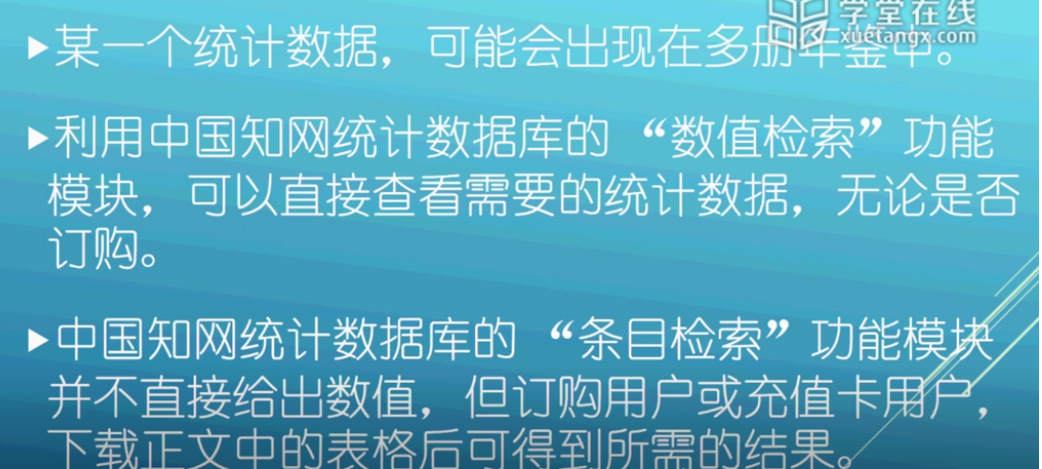 学堂在线
xuetangx.com
▶某一个统计数据，可能会出现在多册年鉴中。
▶利用中国知网统计数据库的 “数值检索”功能
模块，可以直接查看需要的统计数据，无论是否
订购。
▶中国知网统计数据库的 “条目检索”功能模块
并不直接给出数值，但订购用户或充值卡用户，
下载正文中的表格后可得到所需的结果。